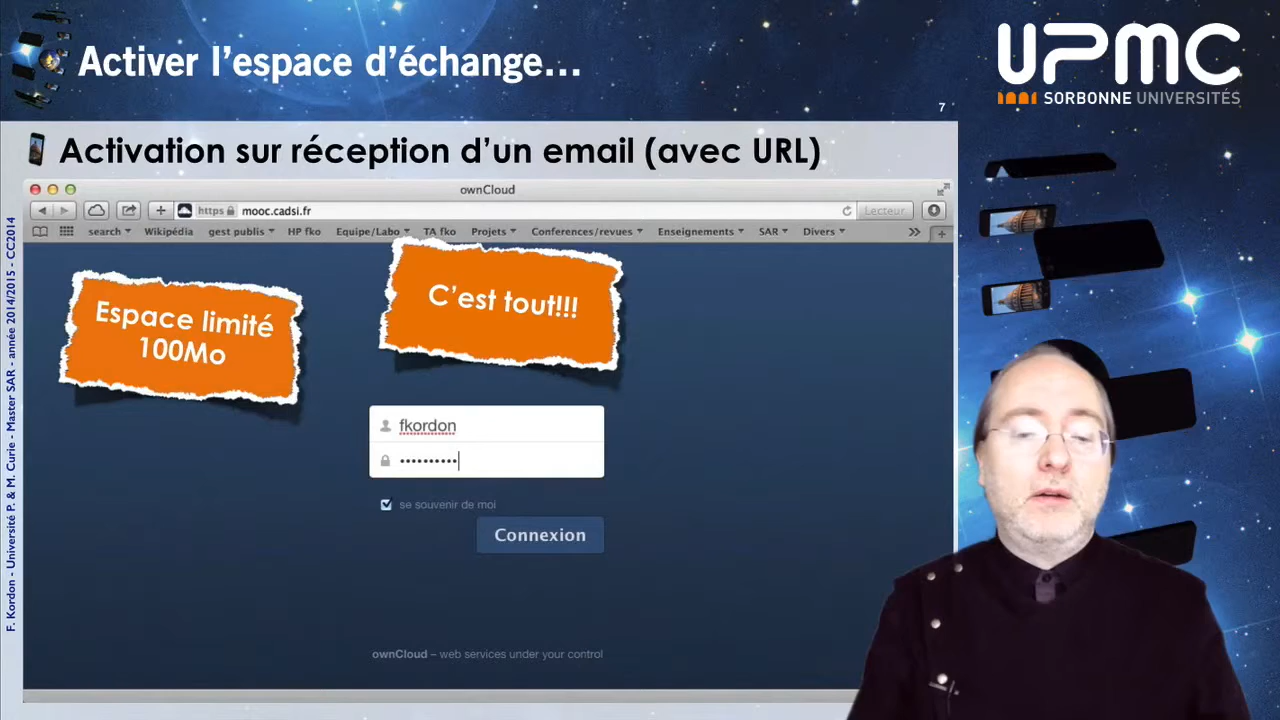 Activer l'espace d'échange...
UPMC
SORBONNE UNIVERSITÉS
7
Activation sur réception d'un email (avec URL)
ownCloud
https mooc.cadsi.fr
Lecteur
search Wikipédia gest publis HP fko Equipe/Labo TA fko Projets Conferences/revues Enseignements SAR Divers
Espace limité
100Mo
C'est tout!!!
fkordon
••••••••••
se souvenir de moi
Connexion
ownCloud – web services under your control
F. Kordon - Université P. & M. Curie - Master SAR - année 2014/2015 - CC2014